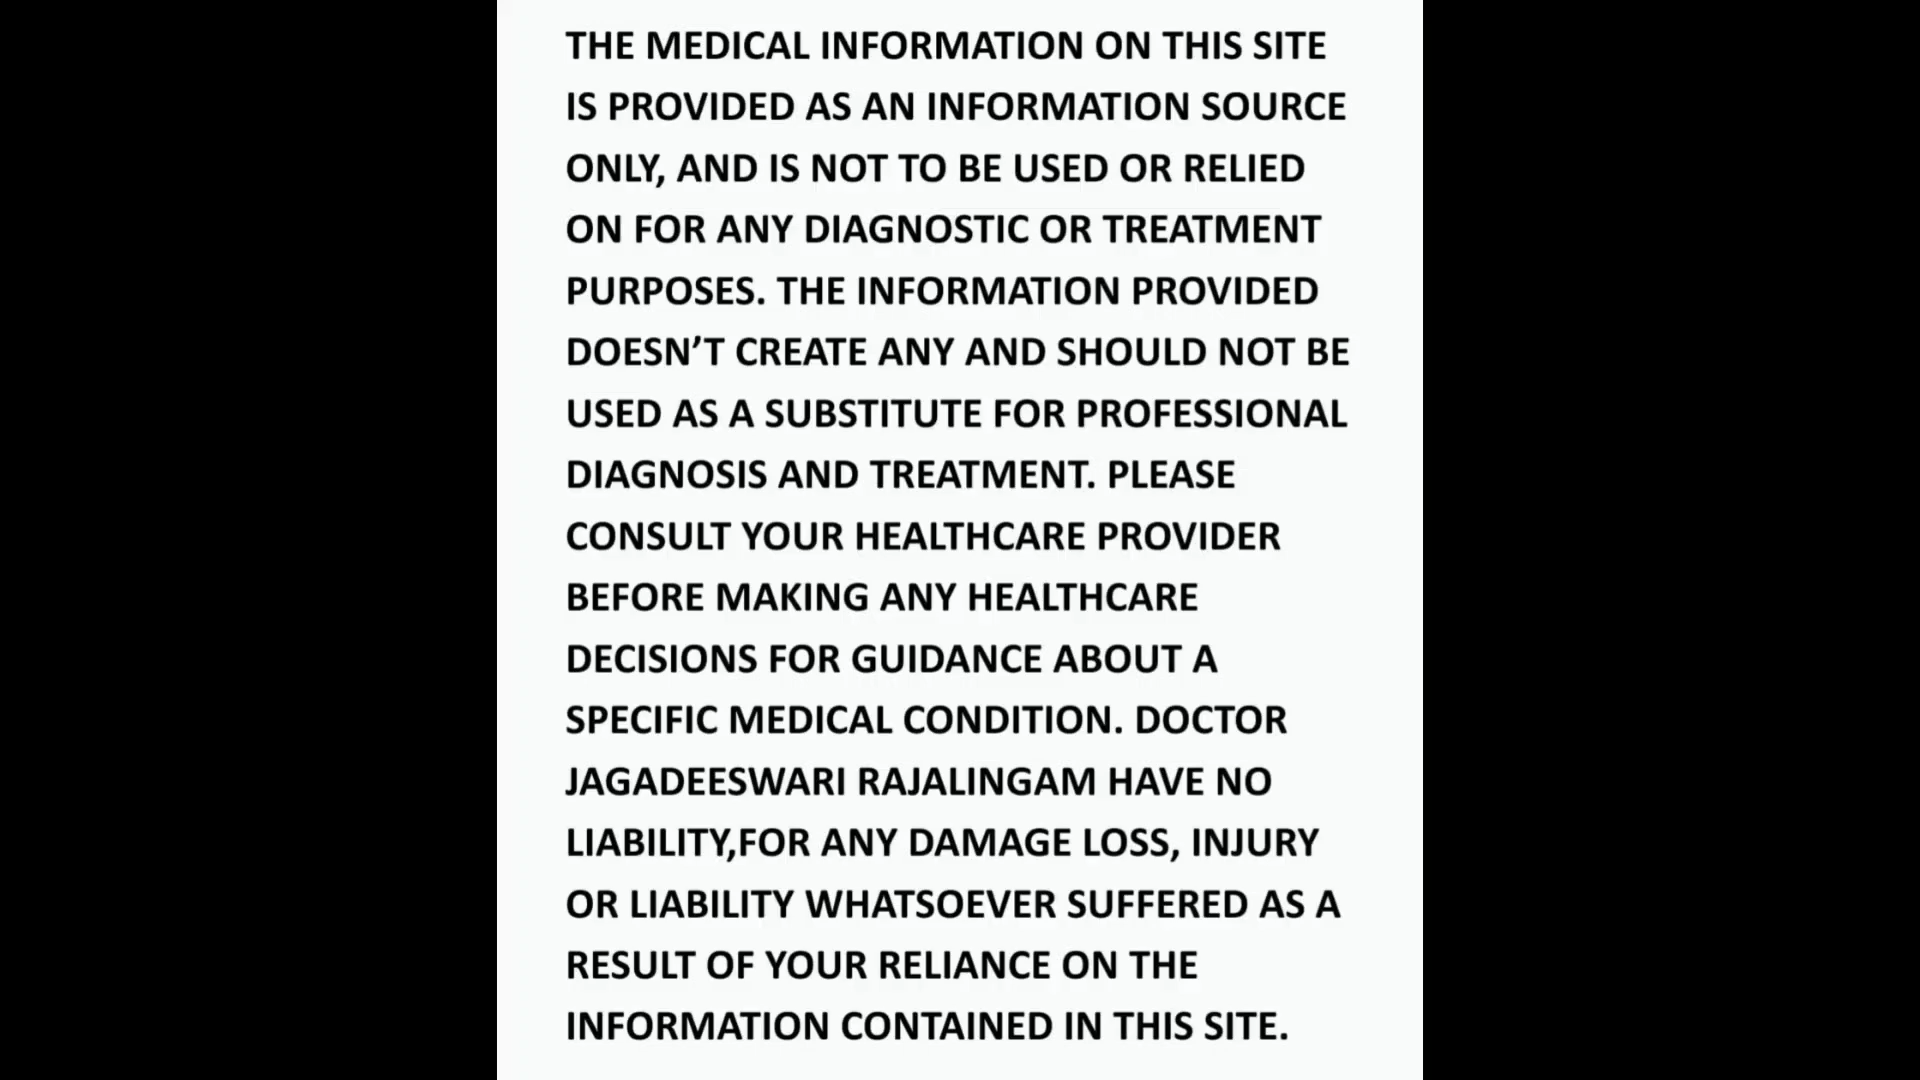 THE MEDICAL INFORMATION ON THIS SITE
IS PROVIDED AS AN INFORMATION SOURCE
ONLY, AND IS NOT TO BE USED OR RELIED
ON FOR ANY DIAGNOSTIC OR TREATMENT
PURPOSES. THE INFORMATION PROVIDED
DOESN’T CREATE ANY AND SHOULD NOT BE
USED AS A SUBSTITUTE FOR PROFESSIONAL
DIAGNOSIS AND TREATMENT. PLEASE
CONSULT YOUR HEALTHCARE PROVIDER
BEFORE MAKING ANY HEALTHCARE
DECISIONS FOR GUIDANCE ABOUT A
SPECIFIC MEDICAL CONDITION. DOCTOR
JAGADEESWARI RAJALINGAM HAVE NO
LIABILITY,FOR ANY DAMAGE LOSS, INJURY
OR LIABILITY WHATSOEVER SUFFERED AS A
RESULT OF YOUR RELIANCE ON THE
INFORMATION CONTAINED IN THIS SITE.